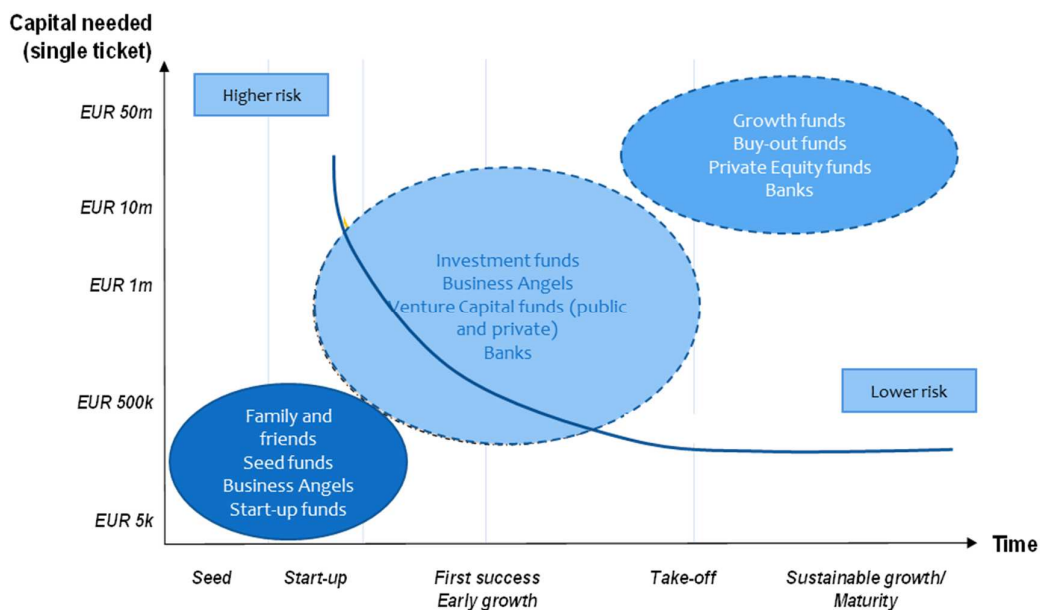 Capital needed
(single ticket)
Higher risk
EUR 50m
Growth funds
Buy-out funds
Private Equity funds
Banks
EUR 10m
EUR 1m
Investment funds
Business Angels
Venture Capital funds (public
and private)
Banks
EUR 500k
Lower risk
Family and
friends
Seed funds
Business Angels
Start-up funds
EUR 5k
Time
Seed
Start-up
First success
Early growth
Take-off
Sustainable growth/
Maturity